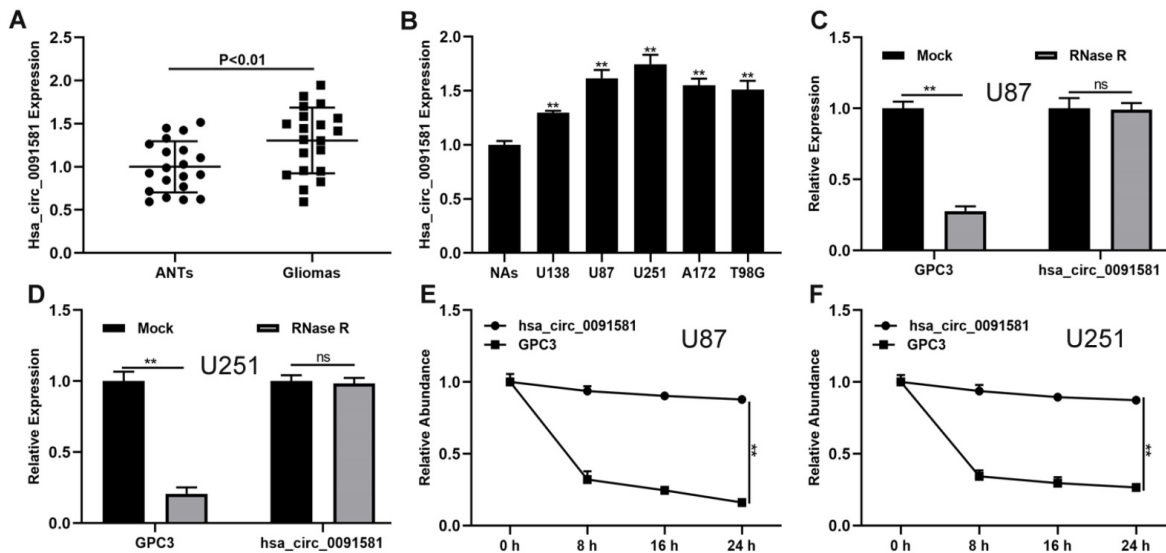 A
Hsa_circ_0091581 Expression
2.5
2.0
1.5
1.0
0.5
0.0
P<0.01
ANTs Gliomas
B
Hsa_circ_0091581 Expression
2.0
1.5
1.0
0.5
0.0
** ** ** ** **
NAs U138 U87 U251 A172 T98G
C
Relative Expression
1.5
1.0
0.5
0.0
Mock RNase R
U87
** ns
GPC3 hsa_circ_0091581
D
Relative Expression
1.5
1.0
0.5
0.0
Mock RNase R
U251
** ns
GPC3 hsa_circ_0091581
E
Relative Abundance
1.5
1.0
0.5
0.0
hsa_circ_0091581
GPC3
U87
**
0 h 8 h 16 h 24 h
F
Relative Abundance
1.5
1.0
0.5
0.0
hsa_circ_0091581
GPC3
U251
**
0 h 8 h 16 h 24 h